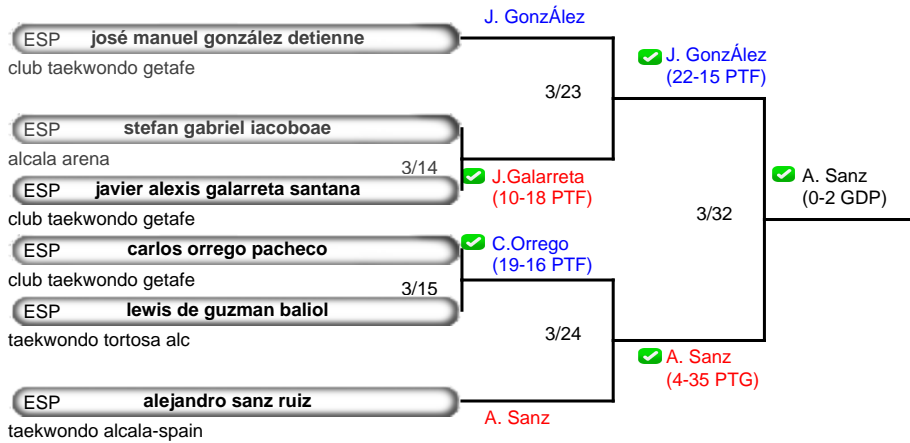 J. GonzÁlez
ESP josé manuel gonzález detienne
club taekwondo getafe
J. GonzÁlez
(22-15 PTF)
3/23
ESP stefan gabriel iacoboae
alcala arena
3/14
J.Galarreta
(10-18 PTF)
ESP javier alexis galarreta santana
club taekwondo getafe
A. Sanz
(0-2 GDP)
3/32
ESP carlos orrego pacheco
club taekwondo getafe
C.Orrego
(19-16 PTF)
3/15
ESP lewis de guzman baliol
taekwondo tortosa alc
3/24
A. Sanz
(4-35 PTG)
ESP alejandro sanz ruiz
taekwondo alcala-spain
A. Sanz